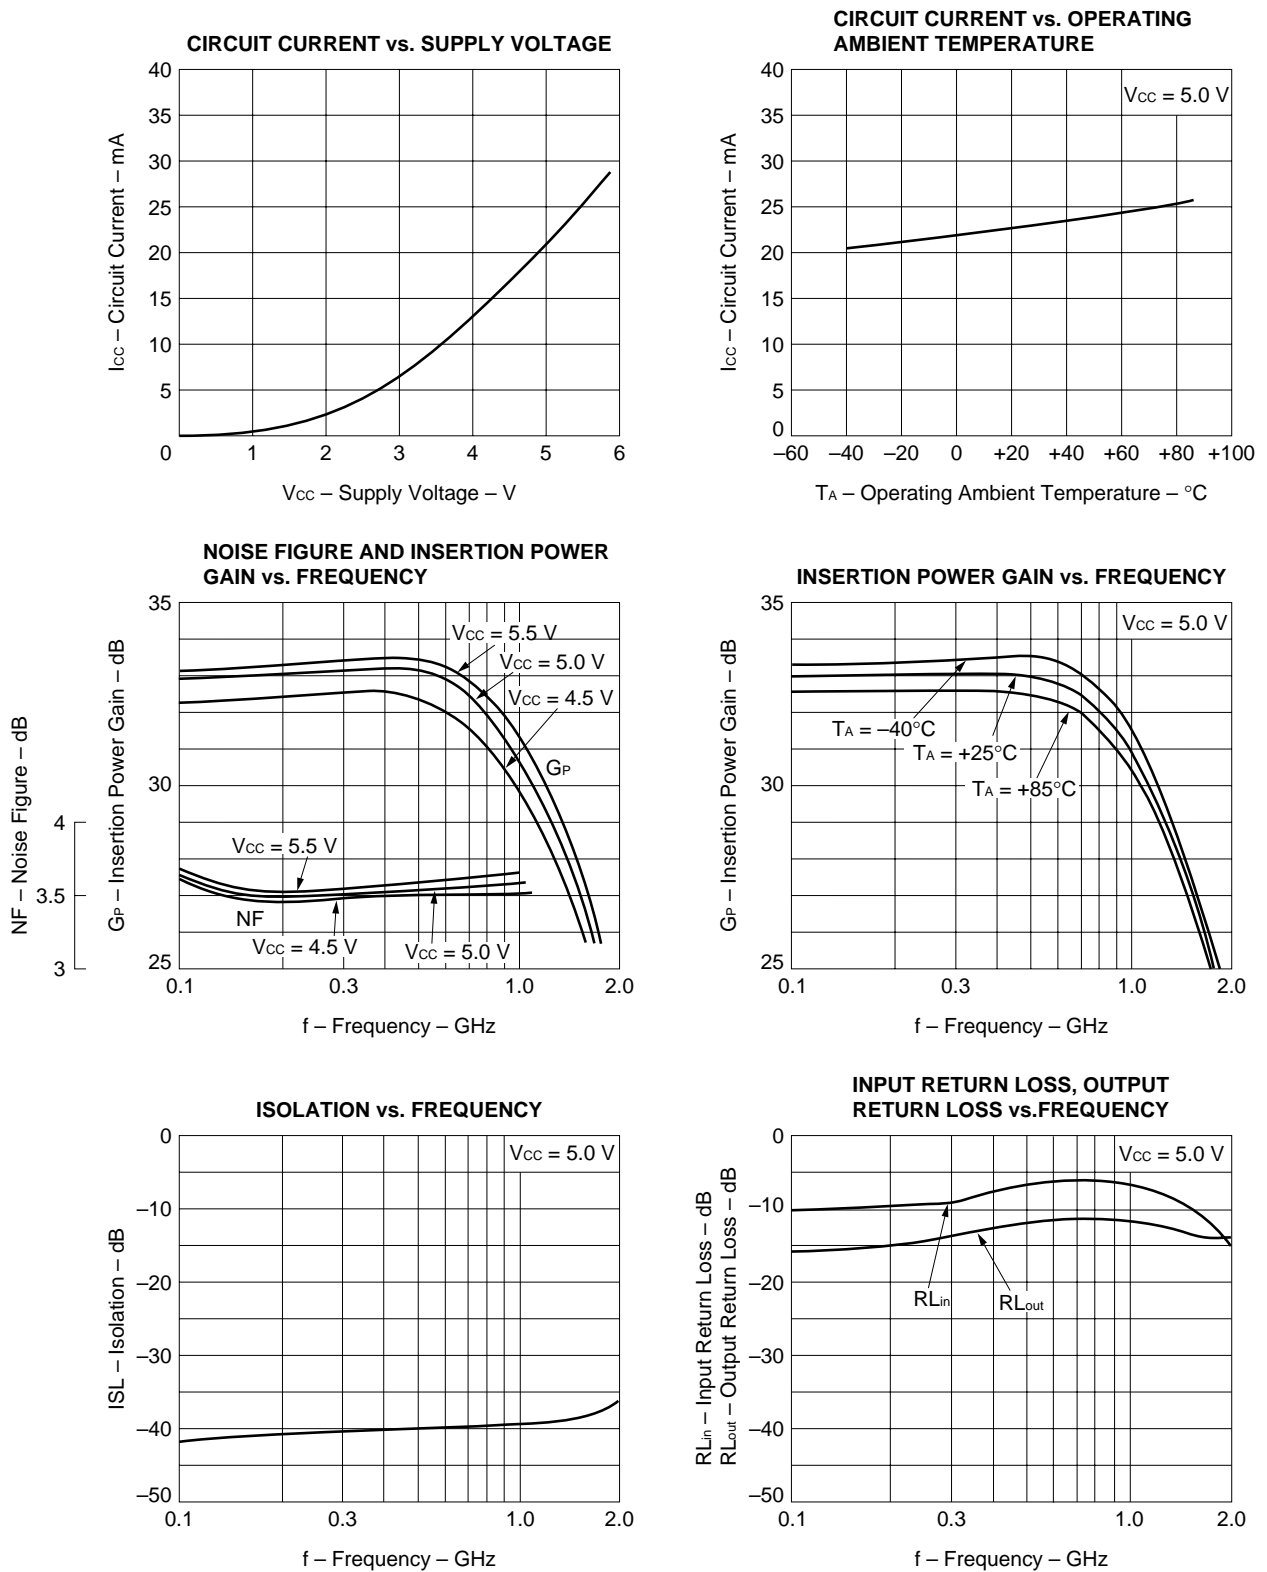 CIRCUIT CURRENT vs. SUPPLY VOLTAGE
40
35
30
25
20
15
10
5
0
1
2
3
4
5
6
ICC – Circuit Current – mA
VCC – Supply Voltage – V
CIRCUIT CURRENT vs. OPERATING
AMBIENT TEMPERATURE
VCC = 5.0 V
40
35
30
25
20
15
10
5
0
–60 –40 –20 0 +20 +40 +60 +80 +100
ICC – Circuit Current – mA
TA – Operating Ambient Temperature – °C
NOISE FIGURE AND INSERTION POWER
GAIN vs. FREQUENCY
35
30
25
4
3.5
3
NF – Noise Figure – dB
GP – Insertion Power Gain – dB
VCC = 5.5 V
VCC = 5.0 V
VCC = 4.5 V
GP
VCC = 5.5 V
NF
VCC = 4.5 V
VCC = 5.0 V
0.1 0.3 1.0 2.0
f – Frequency – GHz
INSERTION POWER GAIN vs. FREQUENCY
35
30
25
GP – Insertion Power Gain – dB
VCC = 5.0 V
TA = –40°C
TA = +25°C
TA = +85°C
0.1 0.3 1.0 2.0
f – Frequency – GHz
ISOLATION vs. FREQUENCY
VCC = 5.0 V
0
–10
–20
–30
–40
–50
ISL – Isolation – dB
0.1 0.3 1.0 2.0
f – Frequency – GHz
INPUT RETURN LOSS, OUTPUT
RETURN LOSS vs.FREQUENCY
VCC = 5.0 V
0
–10
–20
–30
–40
–50
RLin – Input Return Loss – dB
RLout – Output Return Loss – dB
RLin
RLout
0.1 0.3 1.0 2.0
f – Frequency – GHz